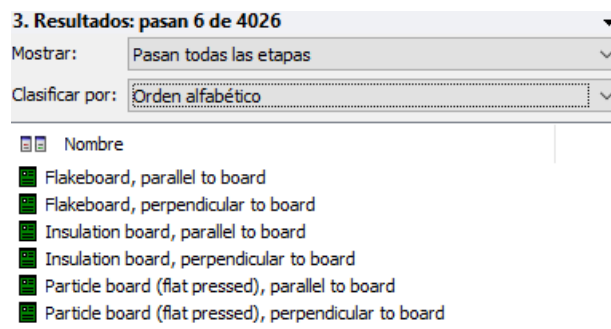 3. Resultados: pasan 6 de 4026
Mostrar: Pasan todas las etapas
Clasificar por: Orden alfabético
Nombre
Flakeboard, parallel to board
Flakeboard, perpendicular to board
Insulation board, parallel to board
Insulation board, perpendicular to board
Particle board (flat pressed), parallel to board
Particle board (flat pressed), perpendicular to board